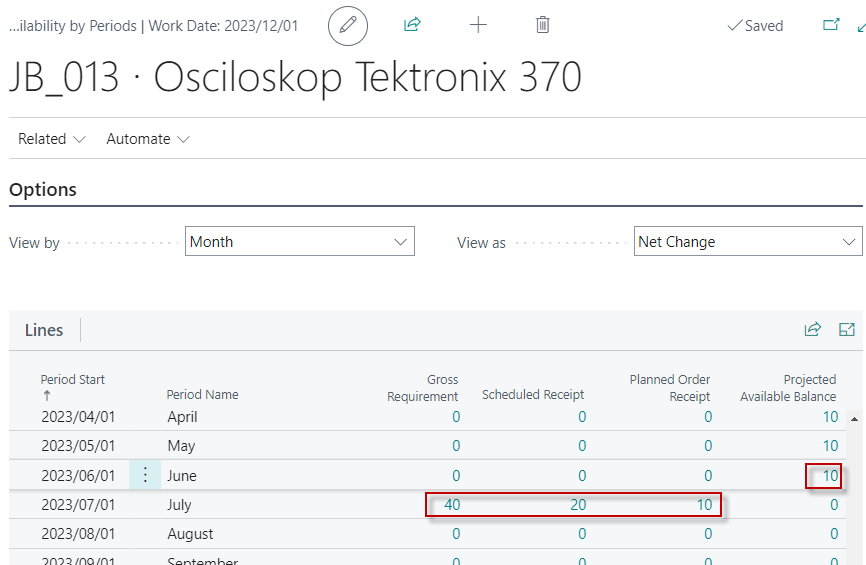 ...ilability by Periods | Work Date: 2023/12/01
Saved
JB_013 · Osciloskop Tektronix 370
Related Automate
Options
View by Month View as Net Change
Lines
Period Start Period Name Gross Requirement Scheduled Receipt Planned Order Receipt Projected Available Balance
2023/04/01 April 0 0 0 10
2023/05/01 May 0 0 0 10
2023/06/01 June 0 0 0 10
2023/07/01 July 40 20 10 0
2023/08/01 August 0 0 0 0
2023/09/01 September 0 0 0 0